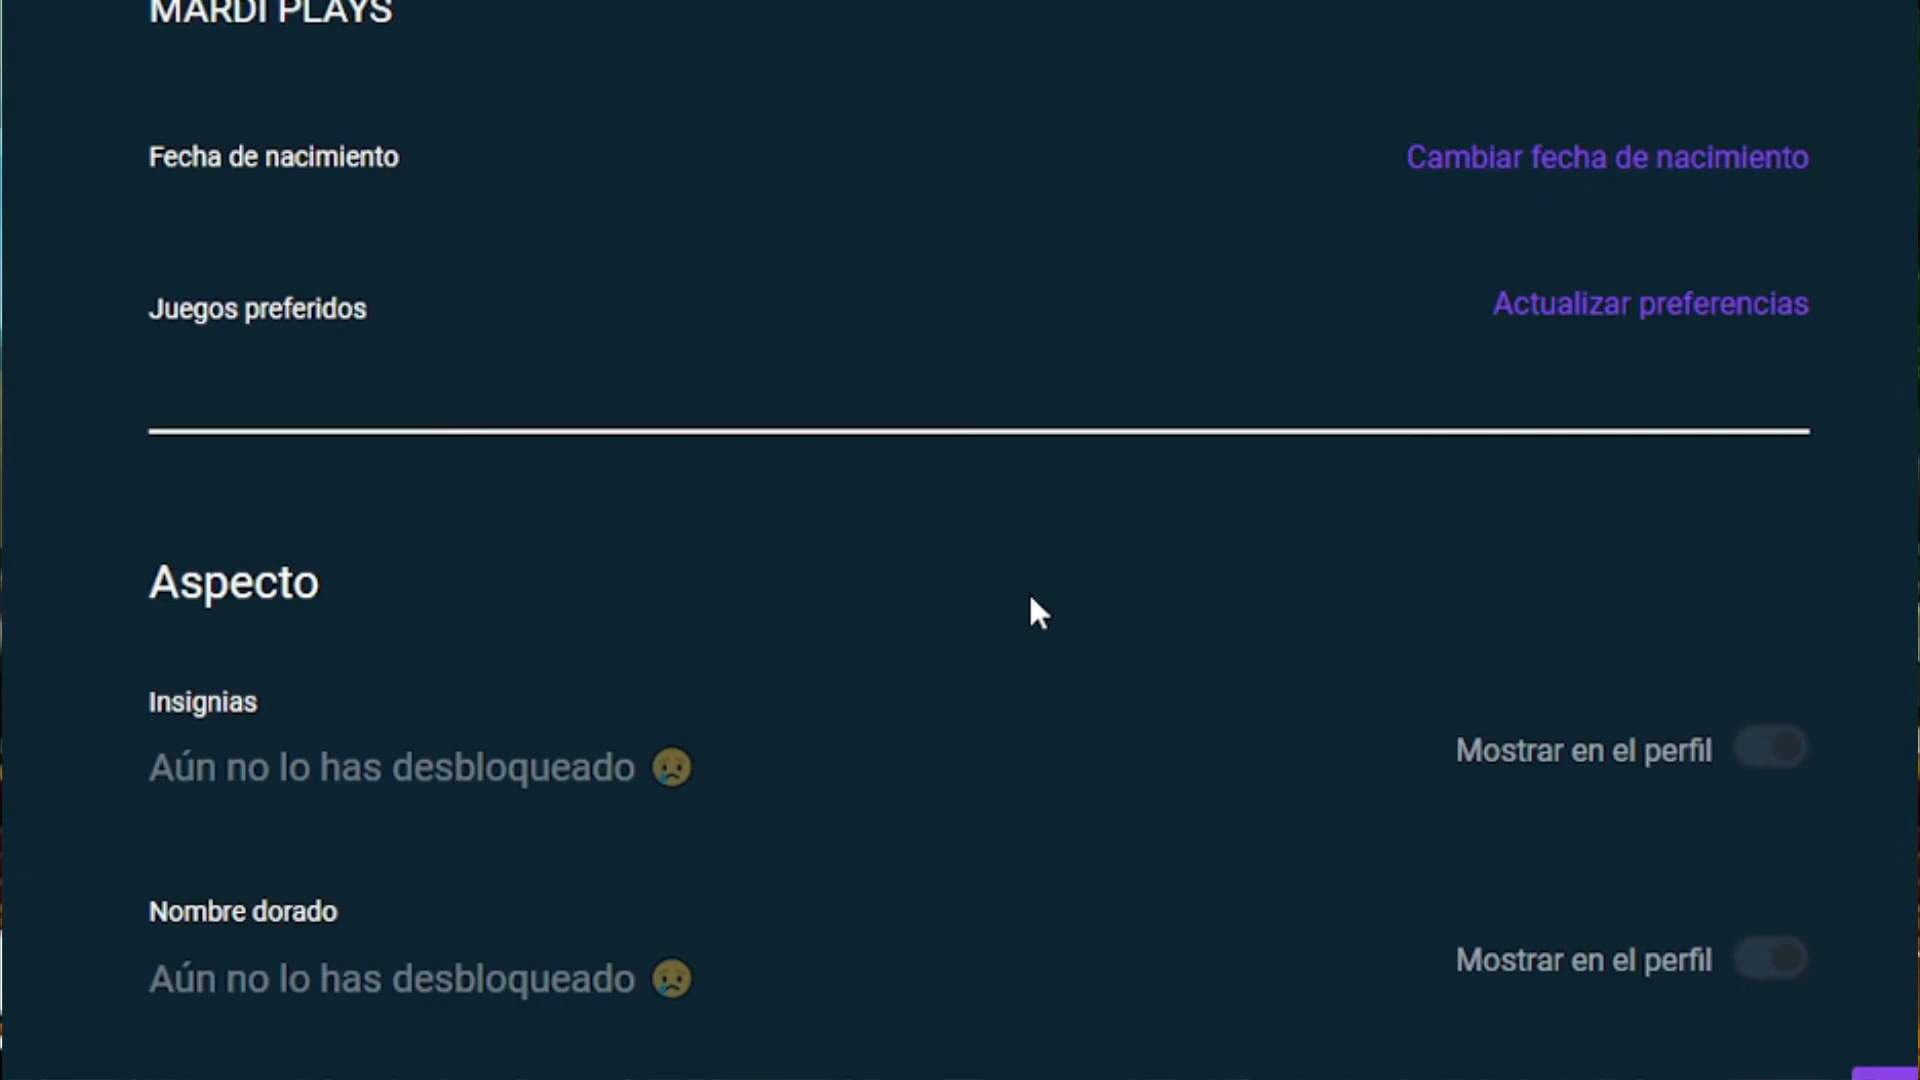 MARDI PLAYS
Fecha de nacimiento
Cambiar fecha de nacimiento
Juegos preferidos
Actualizar preferencias
Aspecto
Insignias
Aún no lo has desbloqueado 😢
Mostrar en el perfil
Nombre dorado
Aún no lo has desbloqueado 😢
Mostrar en el perfil